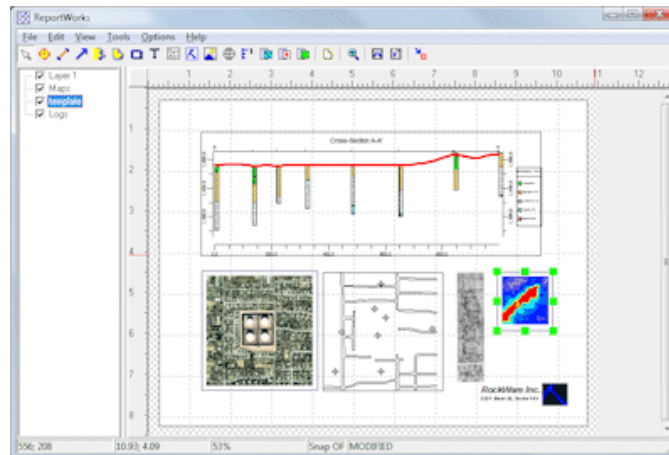 ReportWorks
File Edit View Tools Options Help
Layer 1
Maps
template
Logs
1 2 3 4 5 6 7 8 9 10 11 12
1
2
3
4
5
6
7
8
Cross-Section A-A'
RockWare Inc.
556; 208 10.93; 4.09 53% Snap OF MODIFIED